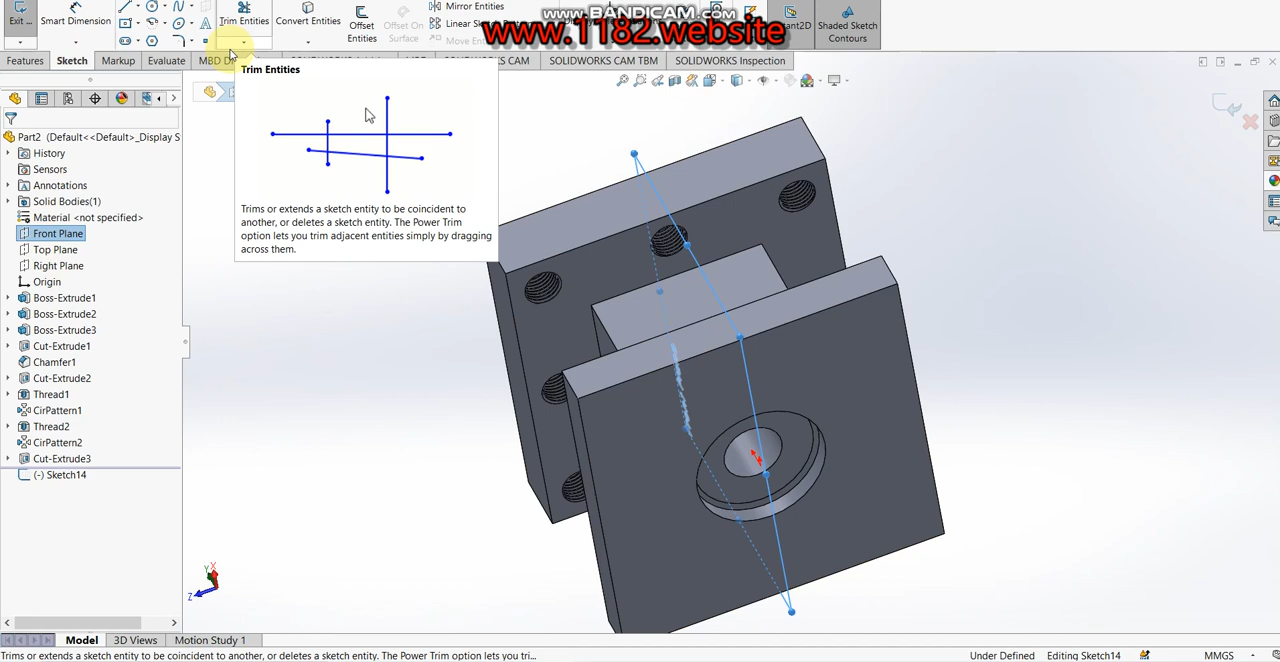 www.BANDICAM.com
www.1182.website
Exit ...
Smart Dimension
Trim Entities
Convert Entities
Offset Entities
Offset On Surface
Mirror Entities
Linear Sketch
Move En
Instant2D
Shaded Sketch Contours
Features
Sketch
Markup
Evaluate
MBD D
SOLIDWORKS CAM
SOLIDWORKS CAM TBM
SOLIDWORKS Inspection
Trim Entities
Trims or extends a sketch entity to be coincident to
another, or deletes a sketch entity. The Power Trim
option lets you trim adjacent entities simply by dragging
across them.
Part2 (Default<<Default>_Display S
History
Sensors
Annotations
Solid Bodies(1)
Material <not specified>
Front Plane
Top Plane
Right Plane
Origin
Boss-Extrude1
Boss-Extrude2
Boss-Extrude3
Cut-Extrude1
Chamfer1
Cut-Extrude2
Thread1
CirPattern1
Thread2
CirPattern2
Cut-Extrude3
(-) Sketch14
Y
X
Z
Model
3D Views
Motion Study 1
Trims or extends a sketch entity to be coincident to another, or deletes a sketch entity. The Power Trim option lets you tri...
Under Defined
Editing Sketch14
MMGS